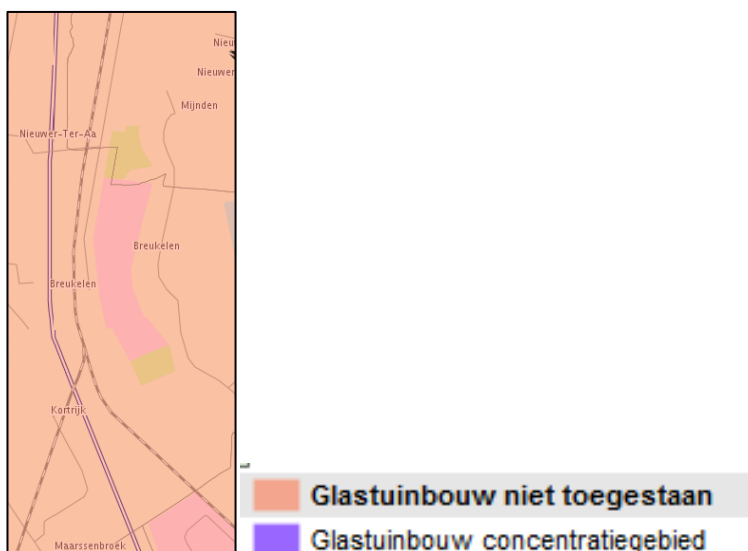 Nieuwer-Ter-Aa
Mijnden
Breukelen
Breukelen
Kortrijk
Maarssenbroek
Glastuinbouw niet toegestaan
Glastuinbouw concentratiegebied